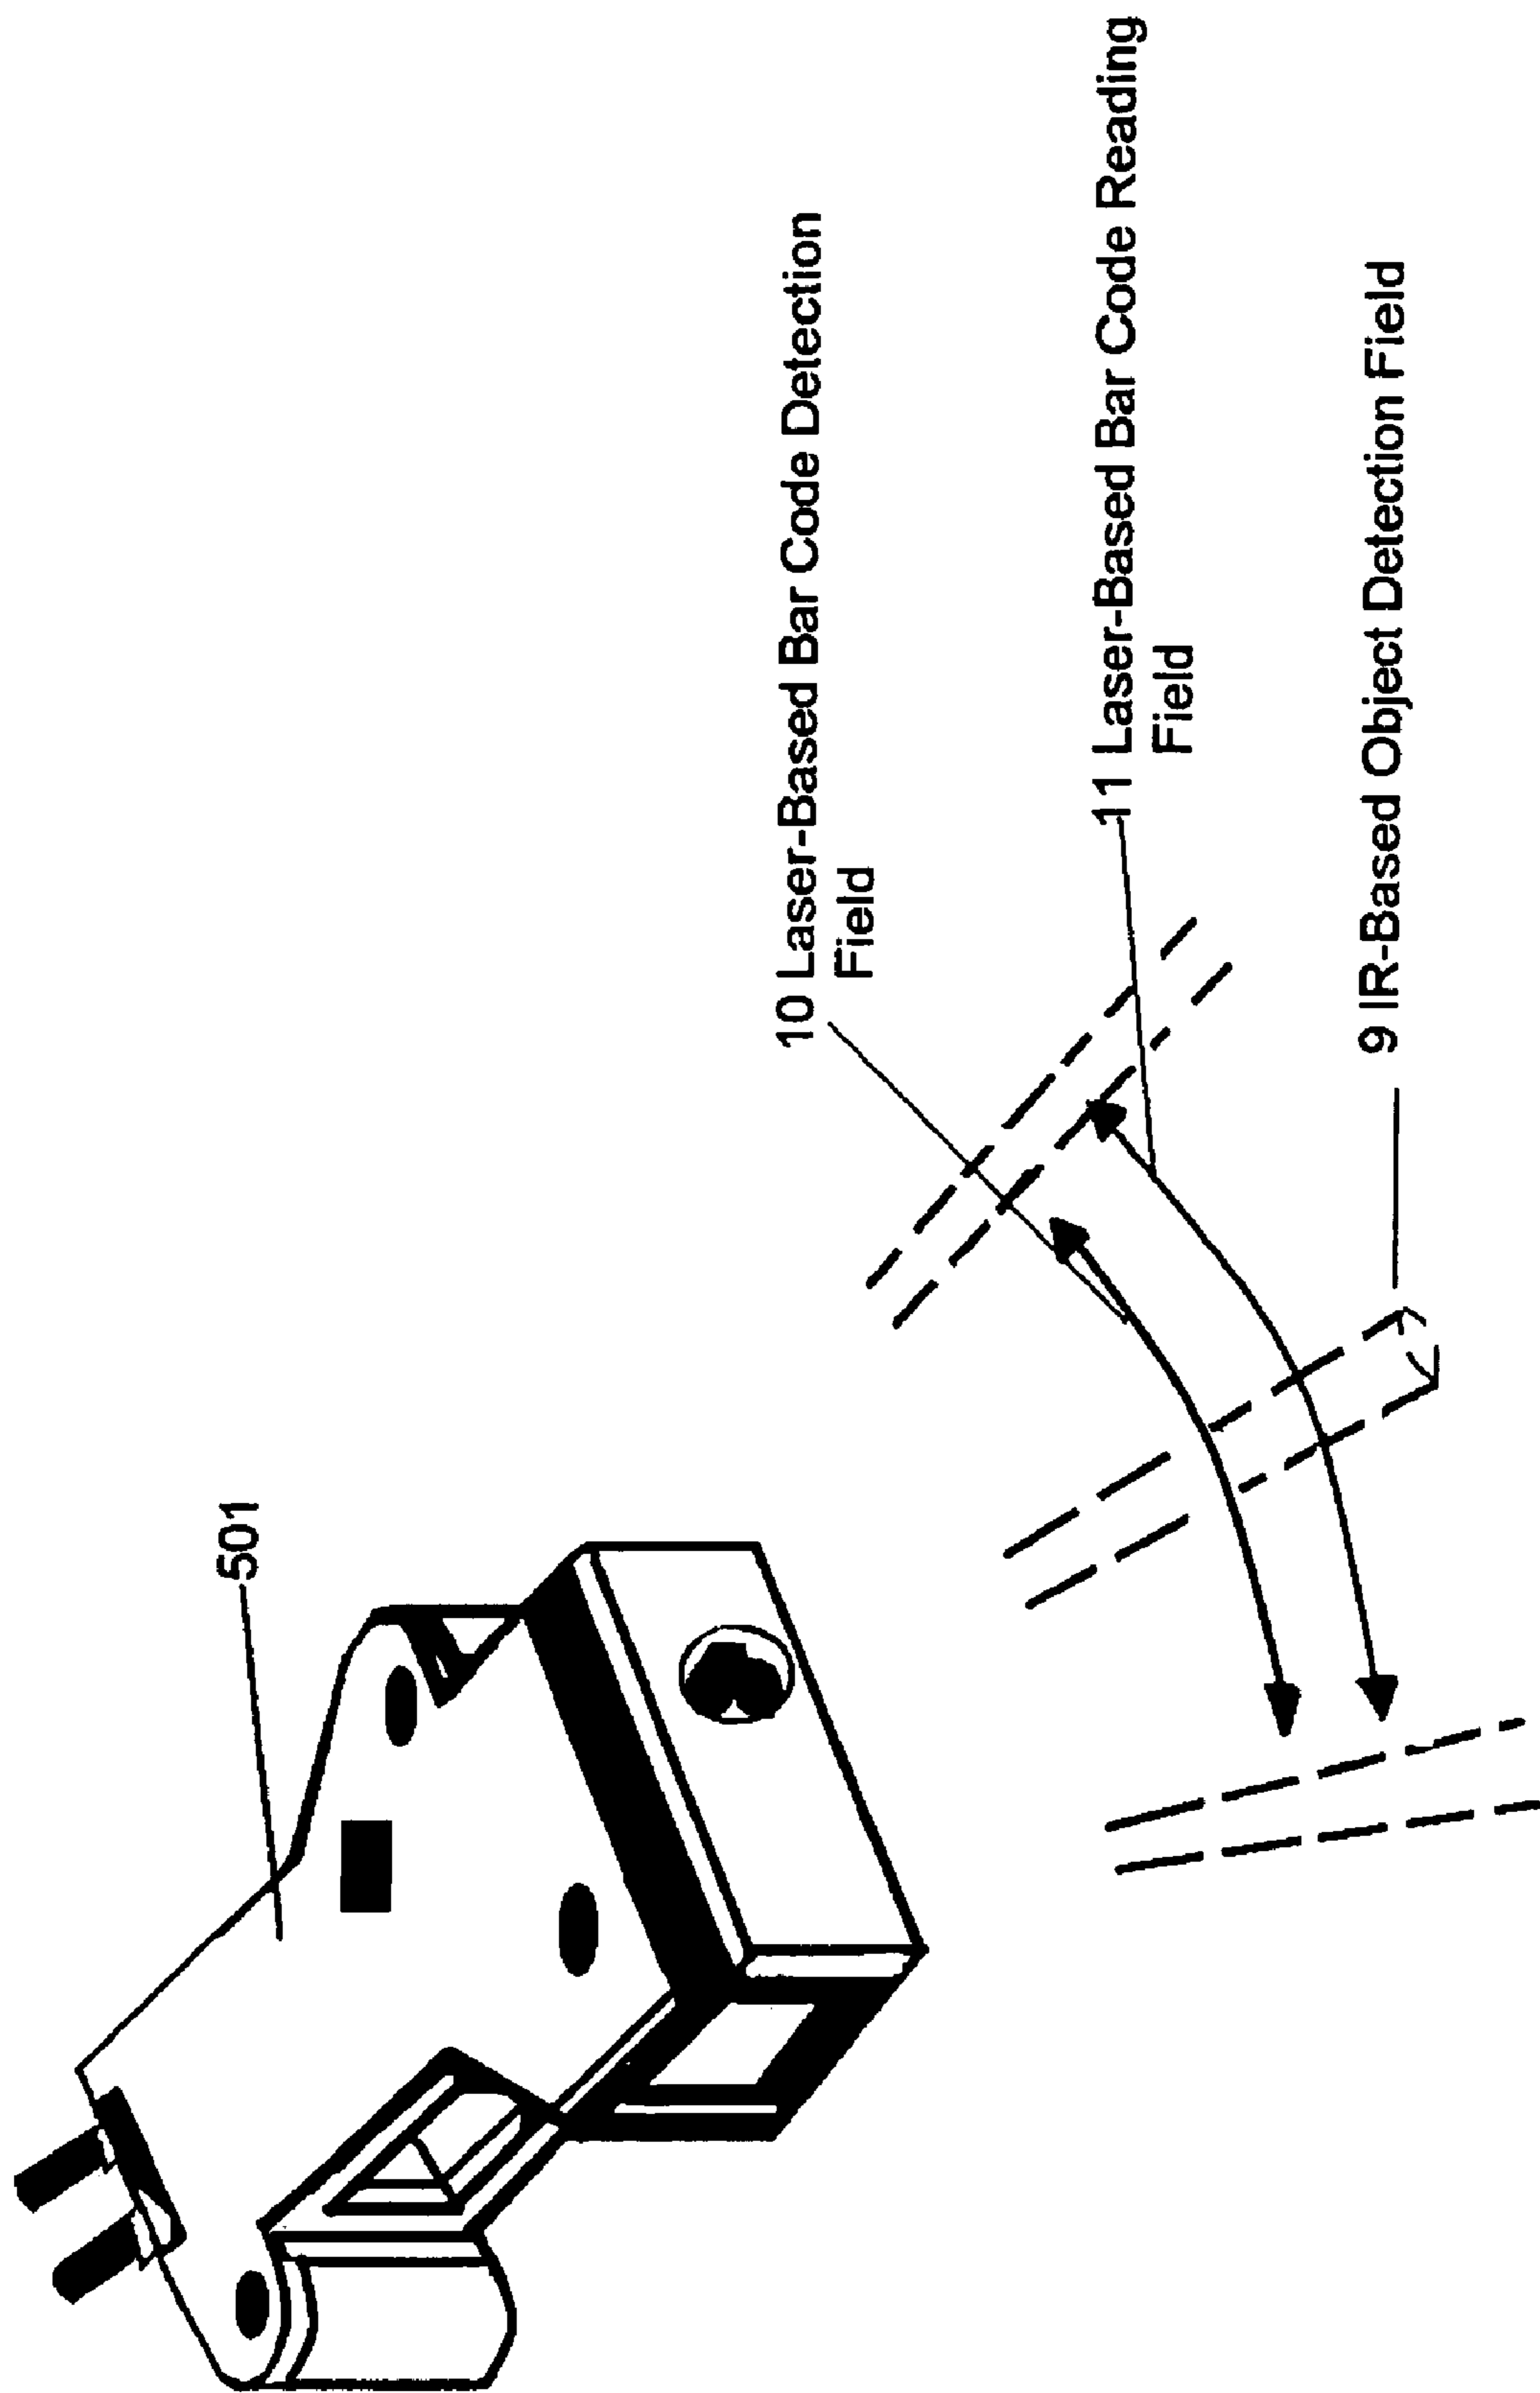 501
10 Laser-Based Bar Code Detection
Field
11 Laser-Based Bar Code Reading
Field
9 IR-Based Object Detection Field